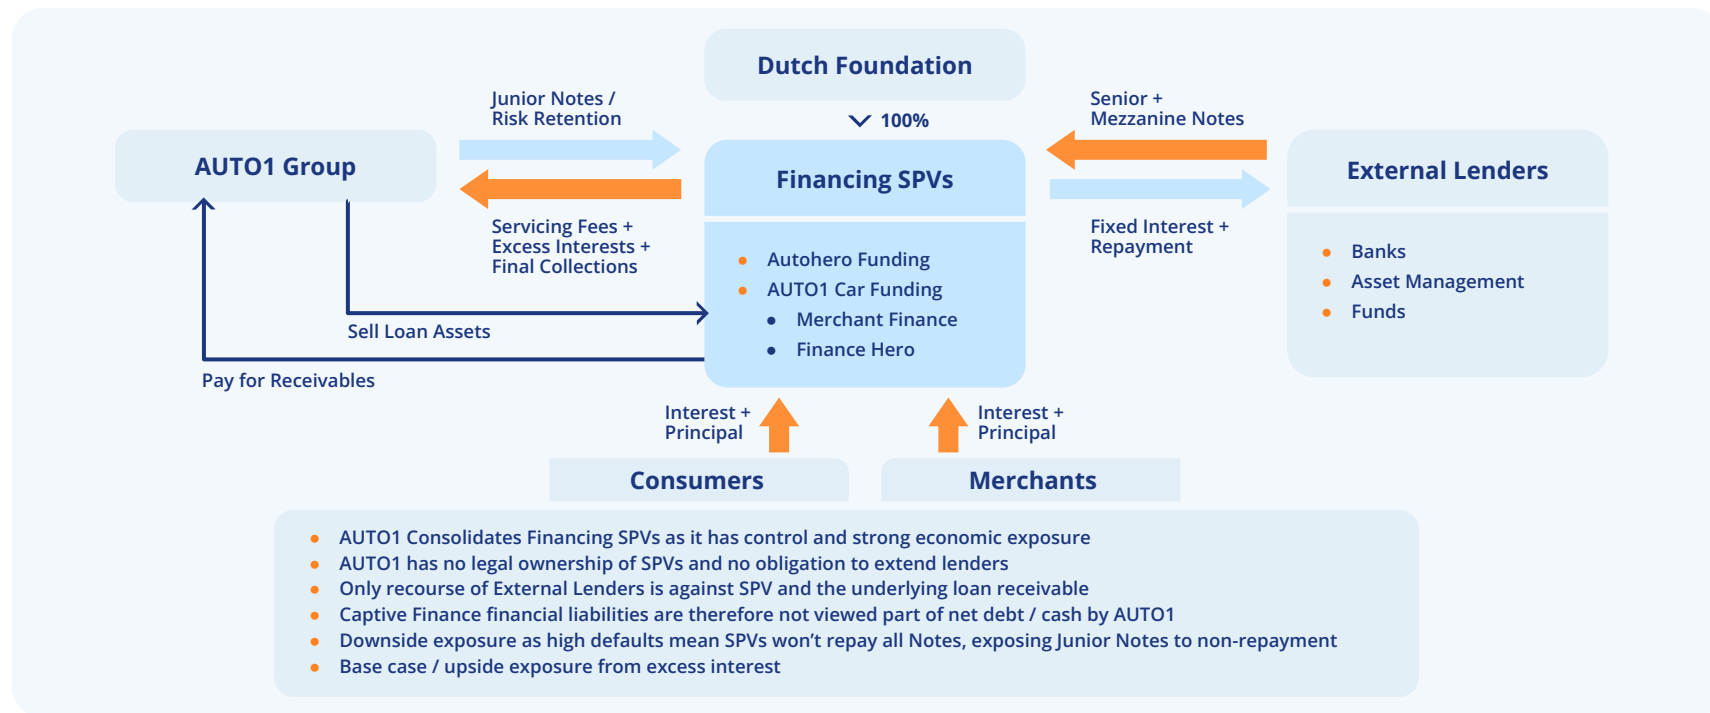 Dutch Foundation
100%
Junior Notes /
Risk Retention
Senior +
Mezzanine Notes
AUTO1 Group
Financing SPVs
External Lenders
Servicing Fees +
Excess Interests +
Final Collections
Fixed Interest +
Repayment
Autohero Funding
AUTO1 Car Funding
Merchant Finance
Finance Hero
Banks
Asset Management
Funds
Sell Loan Assets
Pay for Receivables
Interest +
Principal
Interest +
Principal
Consumers
Merchants
AUTO1 Consolidates Financing SPVs as it has control and strong economic exposure
AUTO1 has no legal ownership of SPVs and no obligation to extend lenders
Only recourse of External Lenders is against SPV and the underlying loan receivable
Captive Finance financial liabilities are therefore not viewed part of net debt / cash by AUTO1
Downside exposure as high defaults mean SPVs won’t repay all Notes, exposing Junior Notes to non-repayment
Base case / upside exposure from excess interest